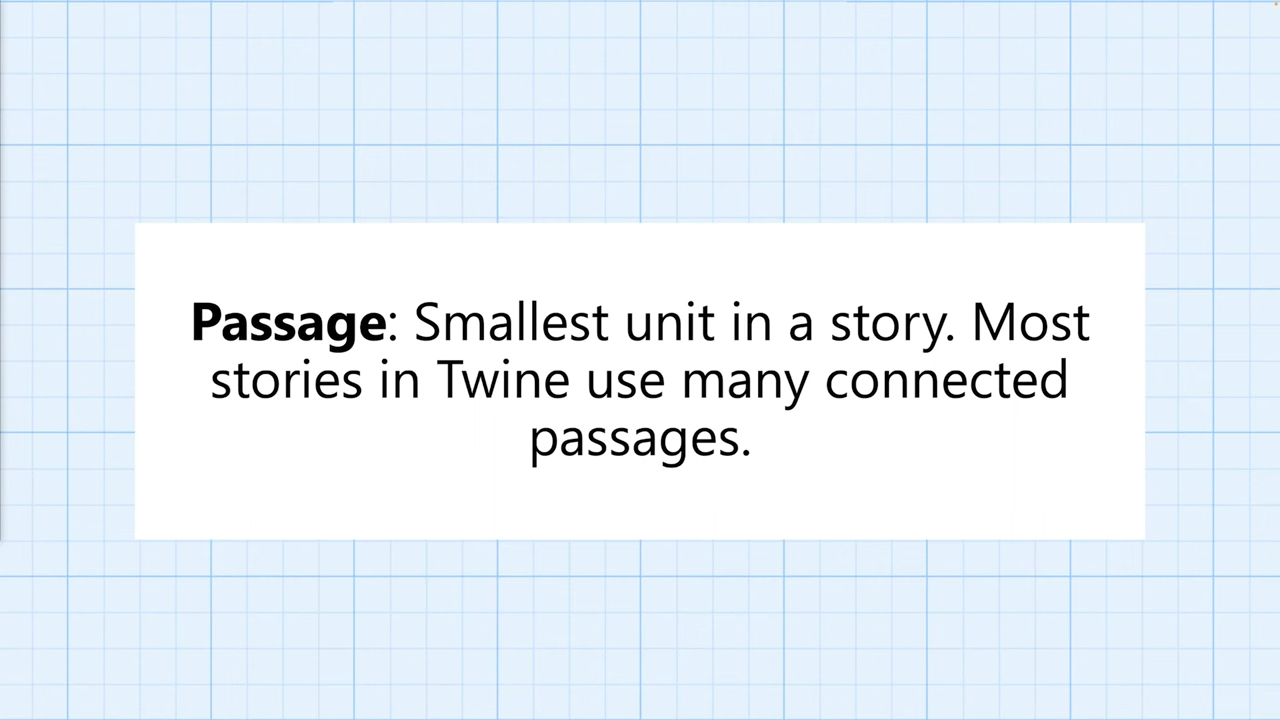 Passage: Smallest unit in a story. Most
stories in Twine use many connected
passages.